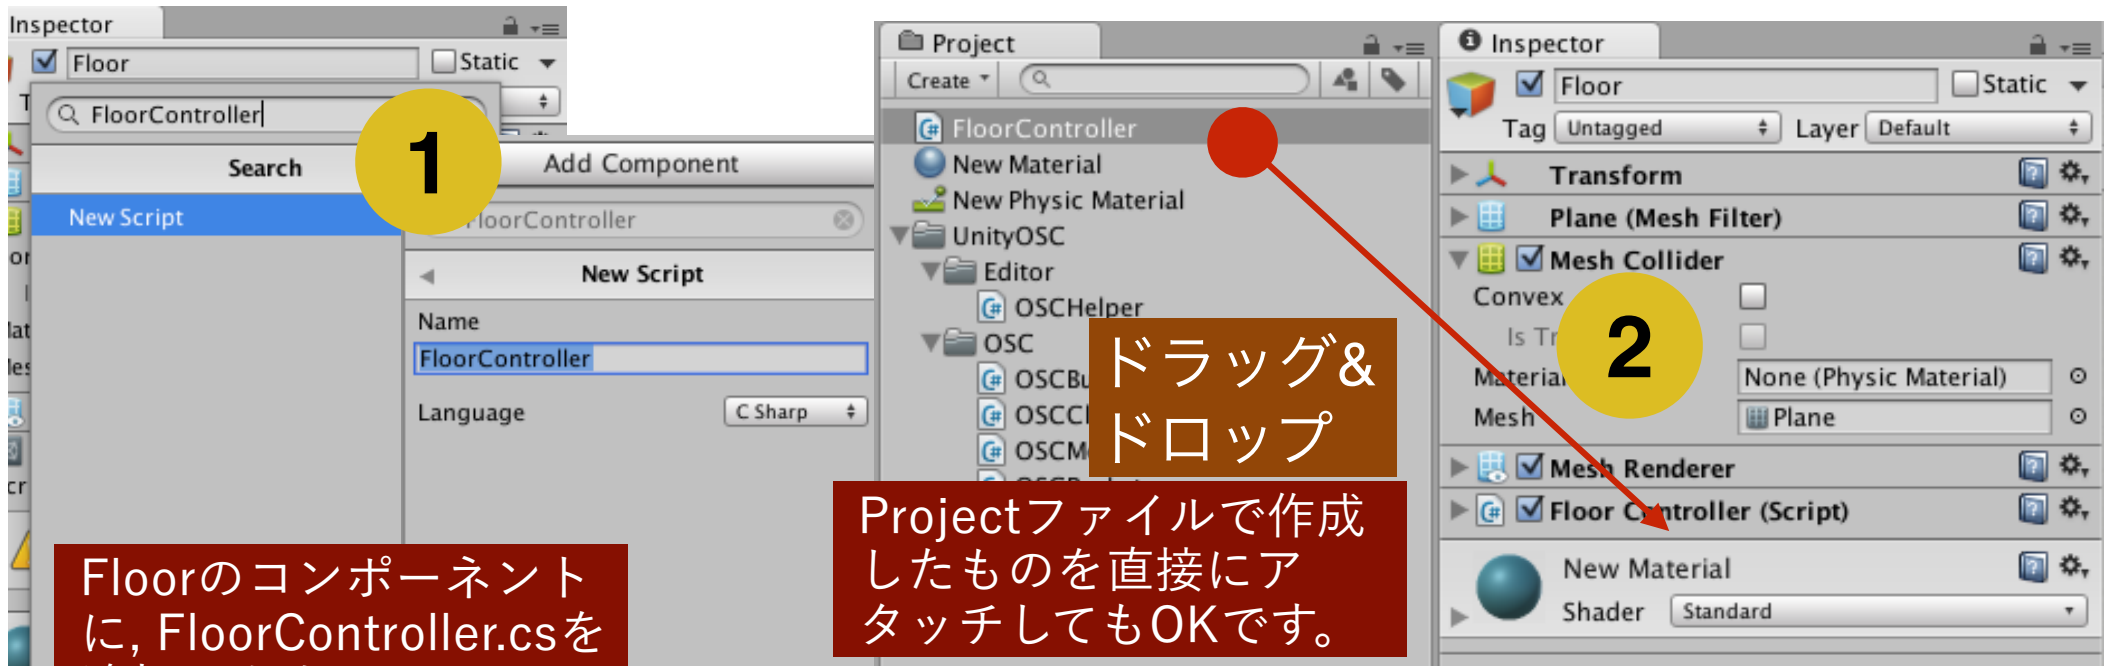 Inspector
Floor
Static
FloorController
Search
New Script
1
Add Component
FloorController
New Script
Name
FloorController
Language
C Sharp
Floorのコンポーネント
に, FloorController.csを
Project
Create
FloorController
New Material
New Physic Material
UnityOSC
Editor
OSCHelper
OSC
ドラッグ&
ドロップ
Projectファイルで作成
したものを直接にア
タッチしてもOKです。
Inspector
Floor
Static
Tag Untagged Layer Default
Transform
Plane (Mesh Filter)
Mesh Collider
Convex
2
Material None (Physic Material)
Mesh Plane
Mesh Renderer
Floor Controller (Script)
New Material
Shader Standard